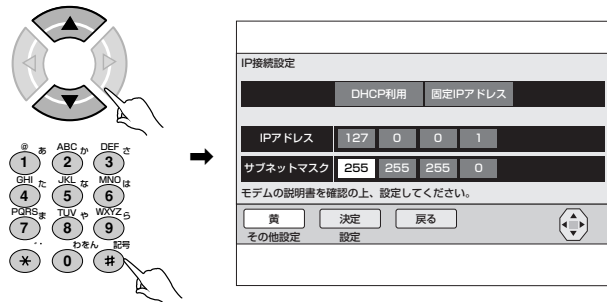 @ あ ABC か DEF さ
1 2 3
GHI た JKL な MNO は
4 5 6
PQRS ま TUV や WXYZ ら
7 8 9
わをん 記号
* 0 #
IP接続設定
DHCP利用 固定IPアドレス
IPアドレス 127 0 0 1
サブネットマスク 255 255 255 0
モデムの説明書を確認の上、設定してください。
黄 決定 戻る
その他設定 設定